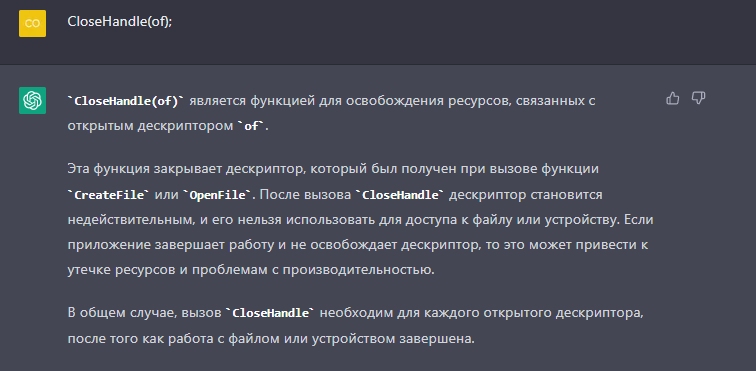 CO
CloseHandle(of);
`CloseHandle(of)` является функцией для освобождения ресурсов, связанных с
открытым дескриптором `of`.
Эта функция закрывает дескриптор, который был получен при вызове функции
`CreateFile` или `OpenFile`. После вызова `CloseHandle` дескриптор становится
недействительным, и его нельзя использовать для доступа к файлу или устройству. Если
приложение завершает работу и не освобождает дескриптор, то это может привести к
утечке ресурсов и проблемам с производительностью.
В общем случае, вызов `CloseHandle` необходим для каждого открытого дескриптора,
после того как работа с файлом или устройством завершена.